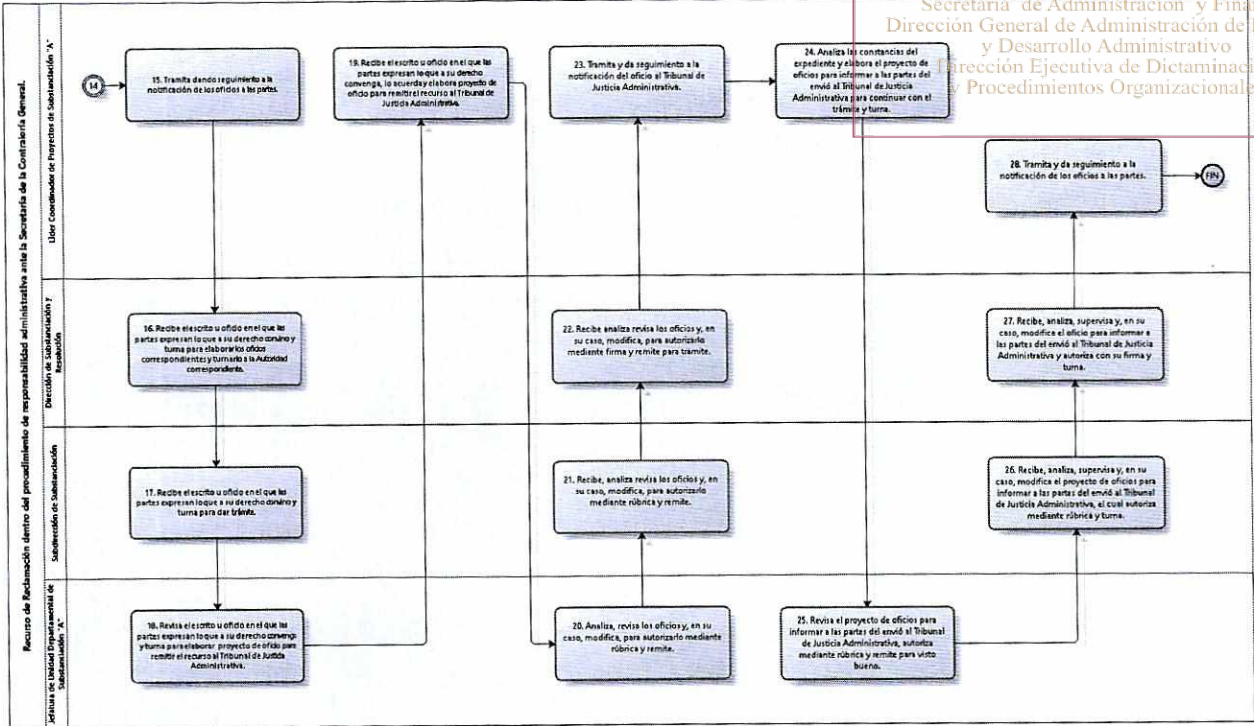 Secretaría de Administración y Fina
Dirección General de Administración de
y Desarrollo Administrativo
Dirección Ejecutiva de Dictaminaci
y Procedimientos Organizacionale
Recurso de Reclamación dentro del procedimiento de responsabilidad administrativa ante la Secretaría de la Contraloría General.
Líder Coordinador de Proyectos de Substanciación "A"
14
15. Tramita dando seguimiento a la
notificación de los oficios a las partes.
19. Recibe el escrito u oficio en el que las
partes expresan lo que a su derecho
convenga, lo acuerda y elabora proyecto de
oficio para remitir el recurso al Tribunal de
Justicia Administrativa.
23. Tramita y da seguimiento a la
notificación del oficio al Tribunal de
Justicia Administrativa.
24. Analiza las constancias del
expediente y elabora el proyecto de
oficios para informar a las partes del
envió al Tribunal de Justicia
Administrativa para continuar con el
trámite y turna.
28. Tramita y da seguimiento a la
notificación de los oficios a las partes.
FIN
Dirección de Substanciación y
Resolución
16. Recibe el escrito u oficio en el que las
partes expresan lo que a su derecho convino y
turna para elaborar los oficios
correspondientes y turnarlo a la Autoridad
correspondiente.
22. Recibe analiza revisa los oficios y, en
su caso, modifica, para autorizarlo
mediante firma y remite para trámite.
27. Recibe, analiza, supervisa y, en su
caso, modifica el oficio para informar a
las partes del envió al Tribunal de Justicia
Administrativa y autoriza con su firma y
turna.
Subdirección de Substanciación
17. Recibe el escrito u oficio en el que las
partes expresan lo que a su derecho convino y
turna para dar trámite.
21. Recibe, analiza revisa los oficios y, en
su caso, modifica, para autorizarlo
mediante rúbrica y remite.
26. Recibe, analiza, supervisa y, en su
caso, modifica el proyecto de oficios para
informar a las partes del envió al Tribunal
de Justicia Administrativa, el cual autoriza
mediante rúbrica y turna.
Jefatura de Unidad Departamental de
Substanciación "A"
18. Revisa el escrito u oficio en el que las
partes expresan lo que a su derecho convenga
y turna para elaborar proyecto de oficio para
remitir el recurso al Tribunal de Justicia
Administrativa.
20. Analiza, revisa los oficios y, en su
caso, modifica, para autorizarlo mediante
rúbrica y remite.
25. Revisa el proyecto de oficios para
informar a las partes del envió al Tribunal
de Justicia Administrativa, autoriza
mediante rúbrica y remite para visto
bueno.